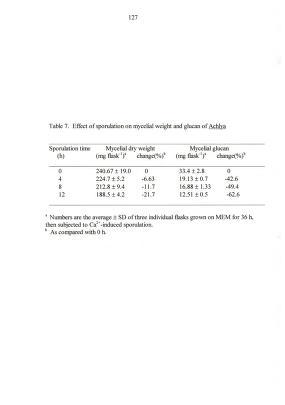 127
Table 7. Effect of sporulation on mycelial weight and glucan of Achlya
Sporulation time Mycelial dry weight Mycelial glucan
(h) (mg flask⁻¹)ᵃ change(%)ᵇ (mg flask⁻¹)ᵃ change(%)ᵇ
0 240.67 ± 19.0 0 33.4 ± 2.8 0
4 224.7 ± 5.2 -6.63 19.13 ± 0.7 -42.6
8 212.8 ± 9.4 -11.7 16.88 ± 1.33 -49.4
12 188.5 ± 4.2 -21.7 12.51 ± 0.5 -62.6
ᵃ Numbers are the average ± SD of three individual flasks grown on MEM for 36 h,
then subjected to Ca²⁺-induced sporulation.
ᵇ As compared with 0 h.